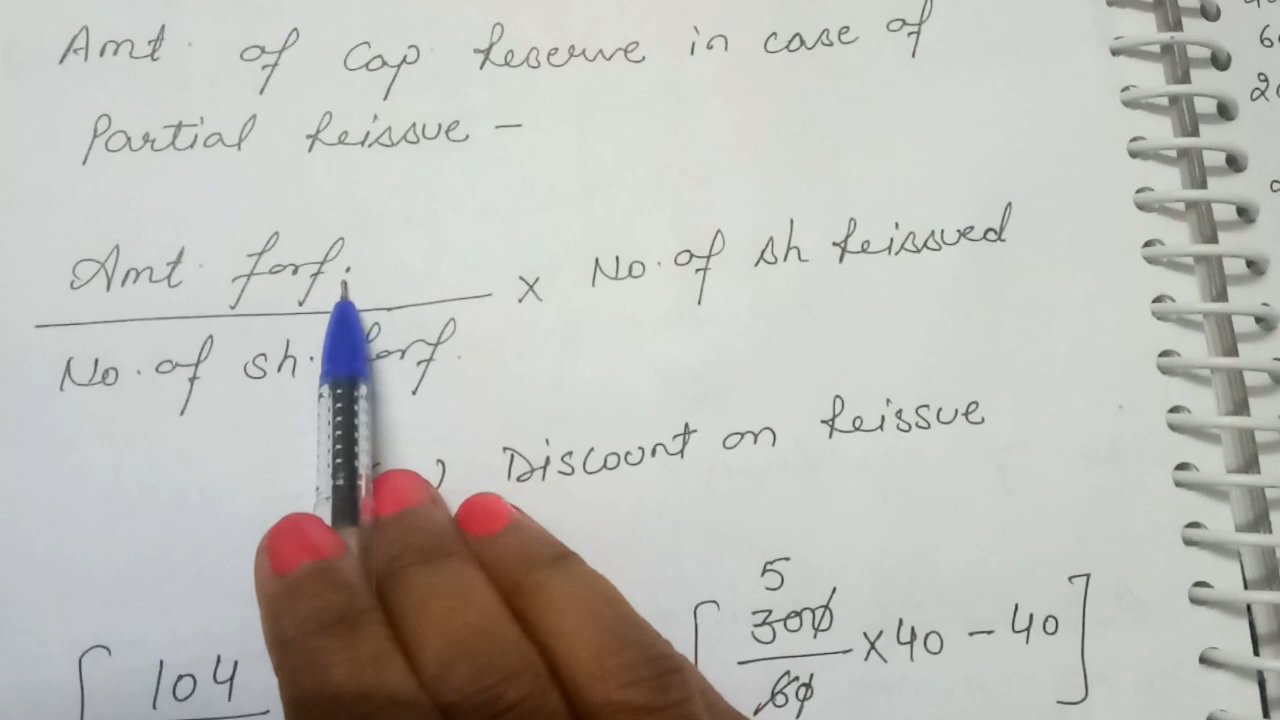 Amt. of Cap Reserve in case of
Partial Reissue -
Amt. forf. × No. of sh Reissued
No. of sh. forf.
(-) Discount on Reissue
5
[ 104 [ 300 × 40 - 40 ]
60